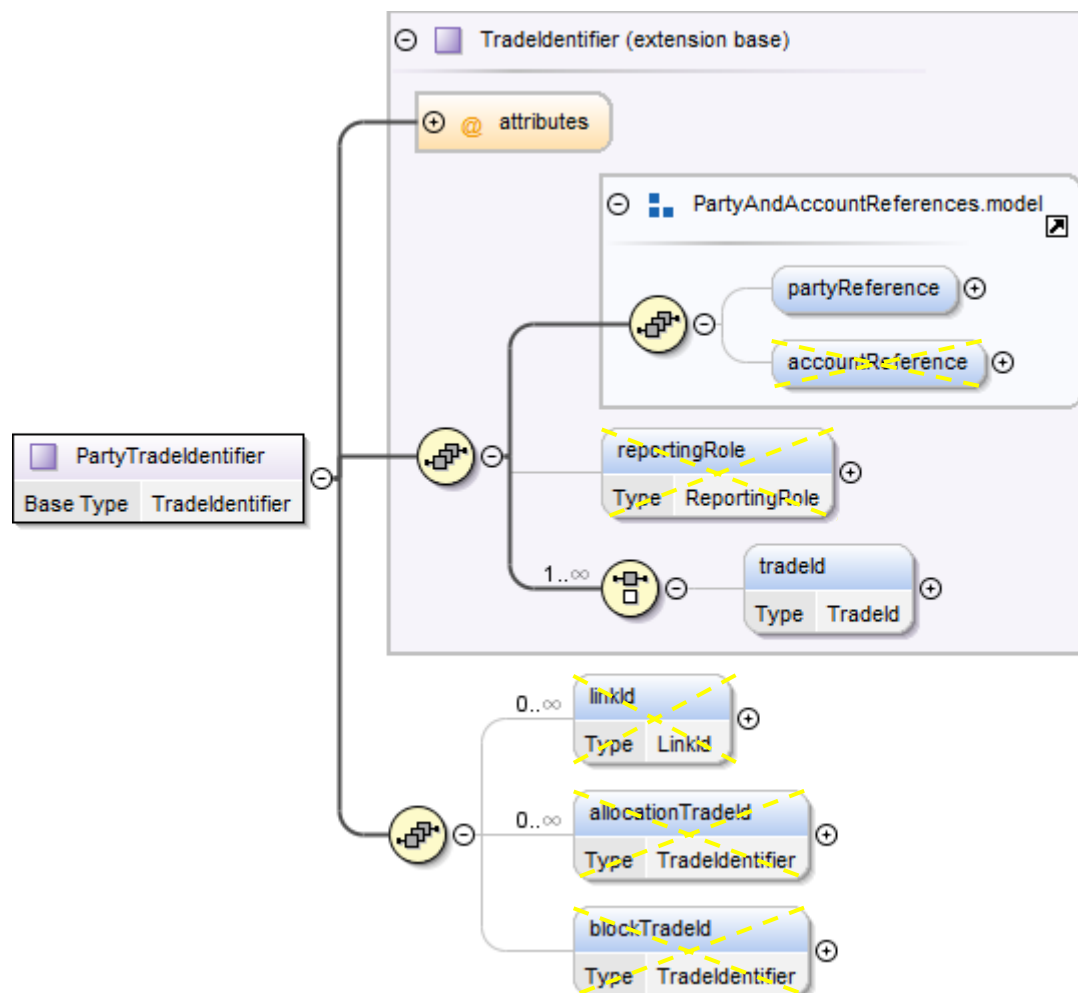 TradeIdentifier (extension base)
@ attributes
PartyAndAccountReferences.model
partyReference
accountReference
PartyTradeIdentifier
Base Type TradeIdentifier
reportingRole
Type ReportingRole
1..∞
tradeId
Type TradeId
0..∞
linkId
Type LinkId
0..∞
allocationTradeId
Type TradeIdentifier
blockTradeId
Type TradeIdentifier